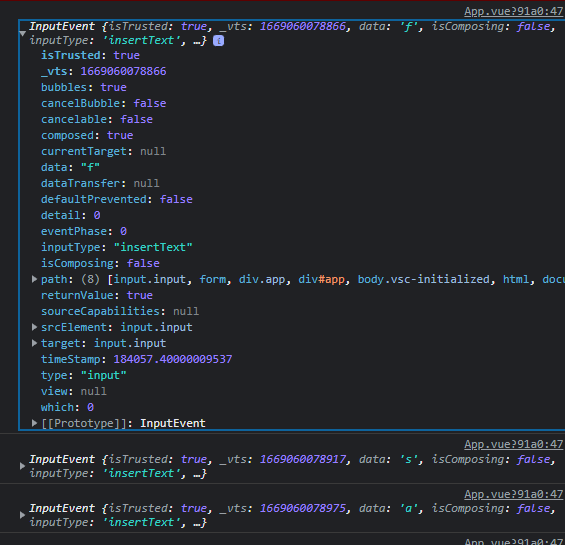 App.vue?91a0:47
InputEvent {isTrusted: true, _vts: 1669060078866, data: 'f', isComposing: false,
inputType: 'insertText', …} i
isTrusted: true
_vts: 1669060078866
bubbles: true
cancelBubble: false
cancelable: false
composed: true
currentTarget: null
data: "f"
dataTransfer: null
defaultPrevented: false
detail: 0
eventPhase: 0
inputType: "insertText"
isComposing: false
path: (8) [input.input, form, div.app, div#app, body.vsc-initialized, html, docu
returnValue: true
sourceCapabilities: null
srcElement: input.input
target: input.input
timeStamp: 184057.40000009537
type: "input"
view: null
which: 0
[[Prototype]]: InputEvent
App.vue?91a0:47
InputEvent {isTrusted: true, _vts: 1669060078917, data: 's', isComposing: false,
inputType: 'insertText', …}
App.vue?91a0:47
InputEvent {isTrusted: true, _vts: 1669060078975, data: 'a', isComposing: false,
inputType: 'insertText', …}
App.vue?91a0:47